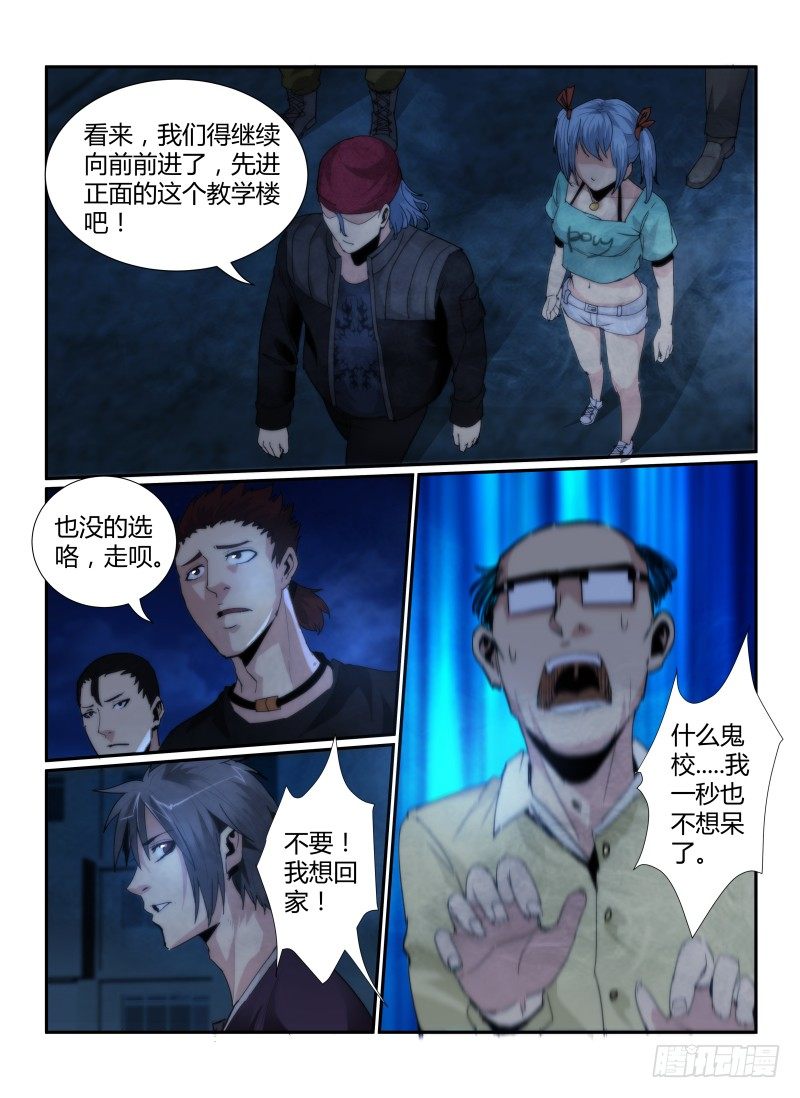 看来，我们得继续
向前前进了，先进
正面的这个教学楼
吧！
pow
也没的选
咯，走呗。
什么鬼
校.....我
一秒也
不想呆
了。
不要！
我想回
家！
腾讯动漫